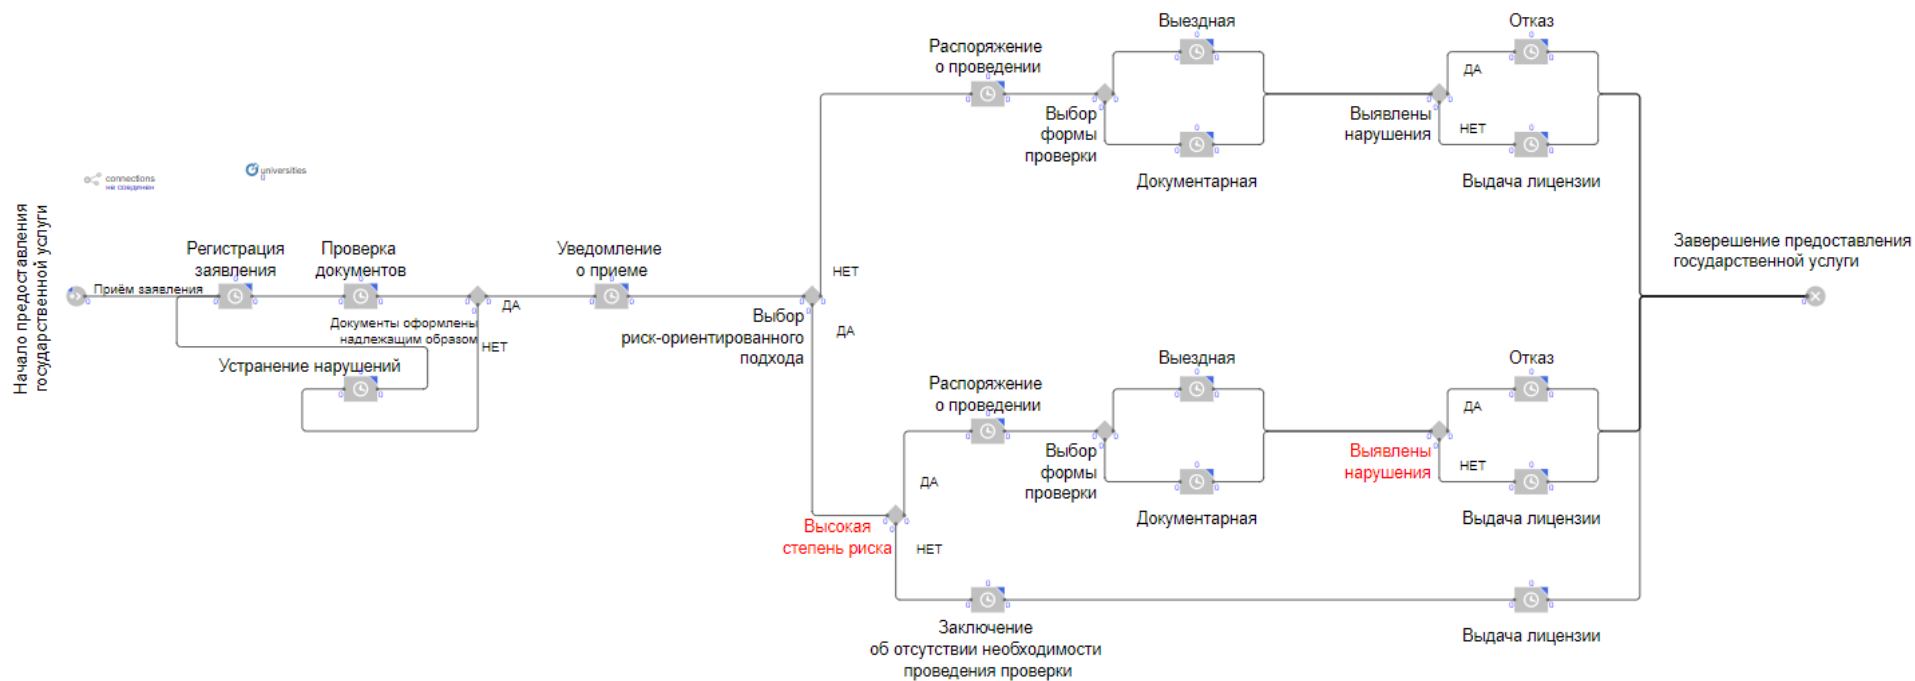 Начало предоставления
государственной услуги
connections
не соединен
universities
0
Приём заявления
Регистрация
заявления
Проверка
документов
Документы оформлены
надлежащим образом
ДА
НЕТ
Устранение нарушений
Уведомление
о приеме
Выбор
риск-ориентированного
подхода
НЕТ
ДА
Распоряжение
о проведении
Выбор
формы
проверки
Выездная
Документарная
Выявлены
нарушения
ДА
НЕТ
Отказ
Выдача лицензии
Высокая
степень риска
ДА
НЕТ
Распоряжение
о проведении
Выбор
формы
проверки
Выездная
Документарная
Выявлены
нарушения
ДА
НЕТ
Отказ
Выдача лицензии
Заключение
об отсутствии необходимости
проведения проверки
Выдача лицензии
Заверешение предоставления
государственной услуги